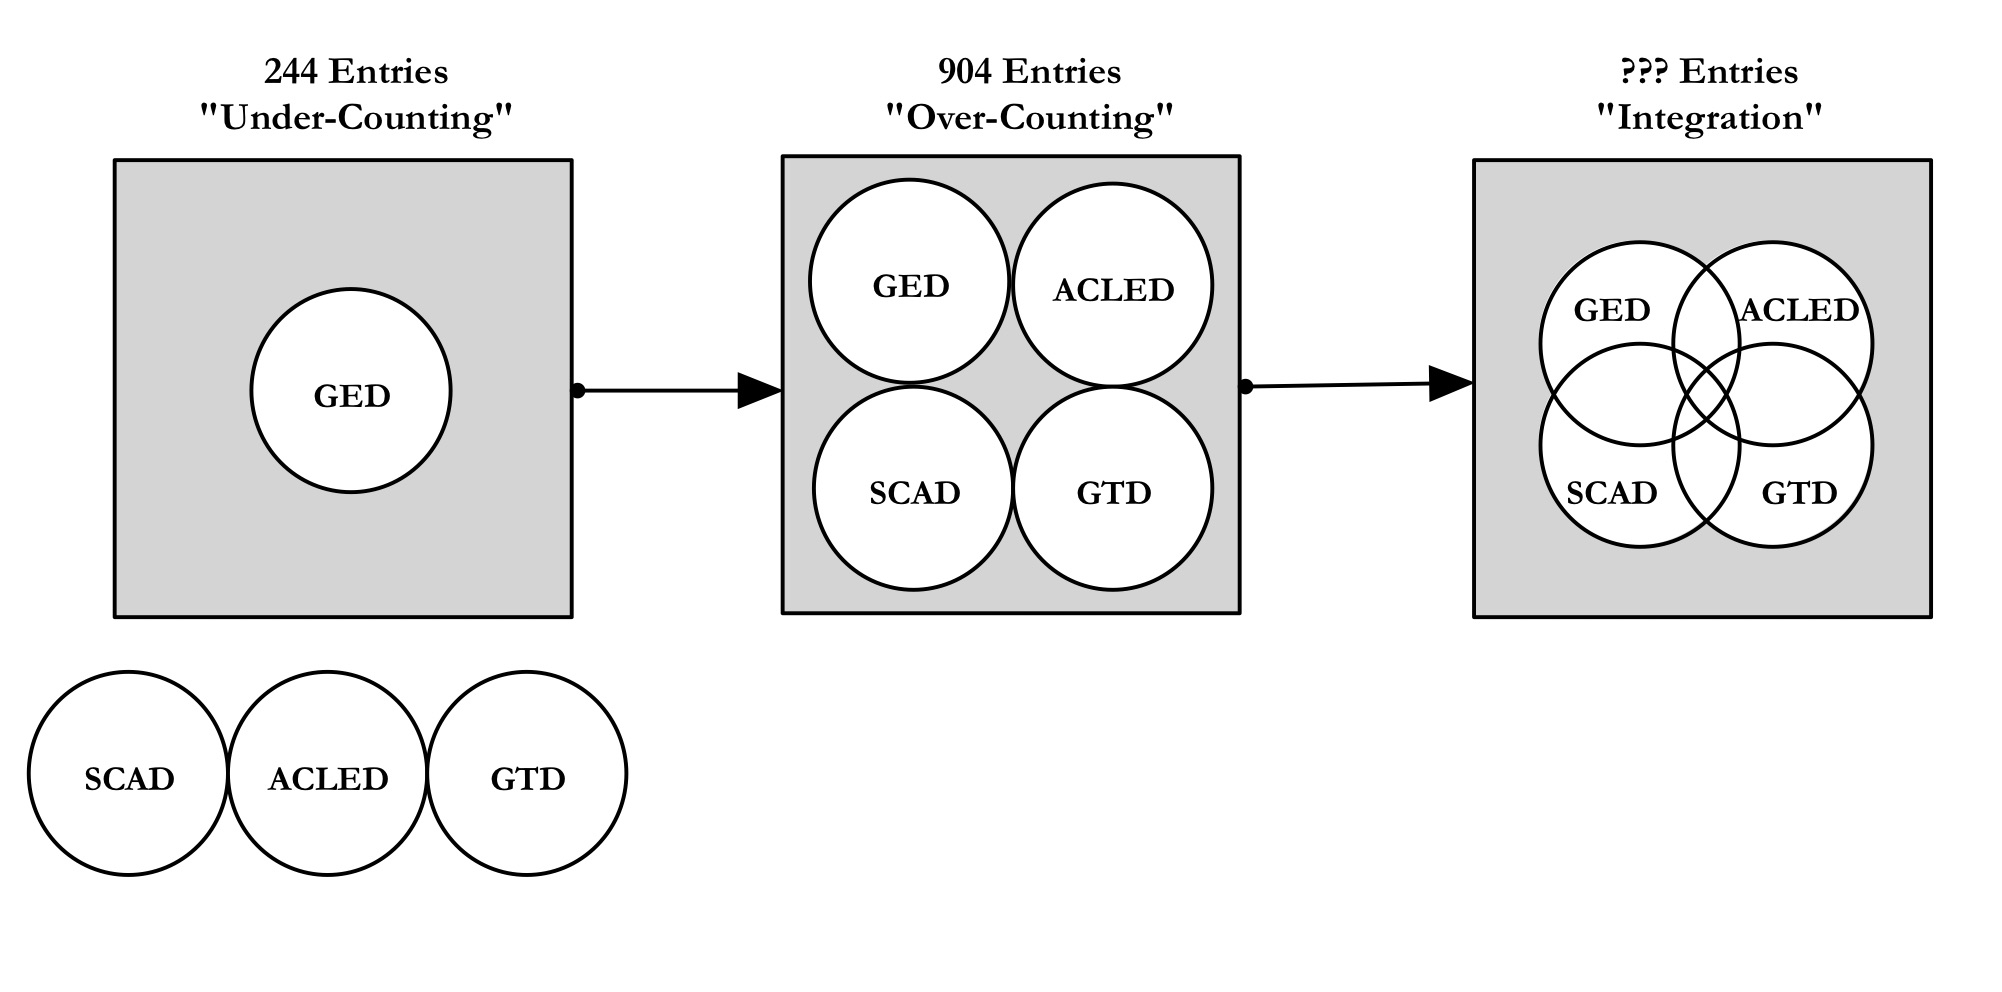 244 Entries
"Under-Counting"
GED
SCAD
ACLED
GTD
904 Entries
"Over-Counting"
GED
ACLED
SCAD
GTD
??? Entries
"Integration"
GED
ACLED
SCAD
GTD